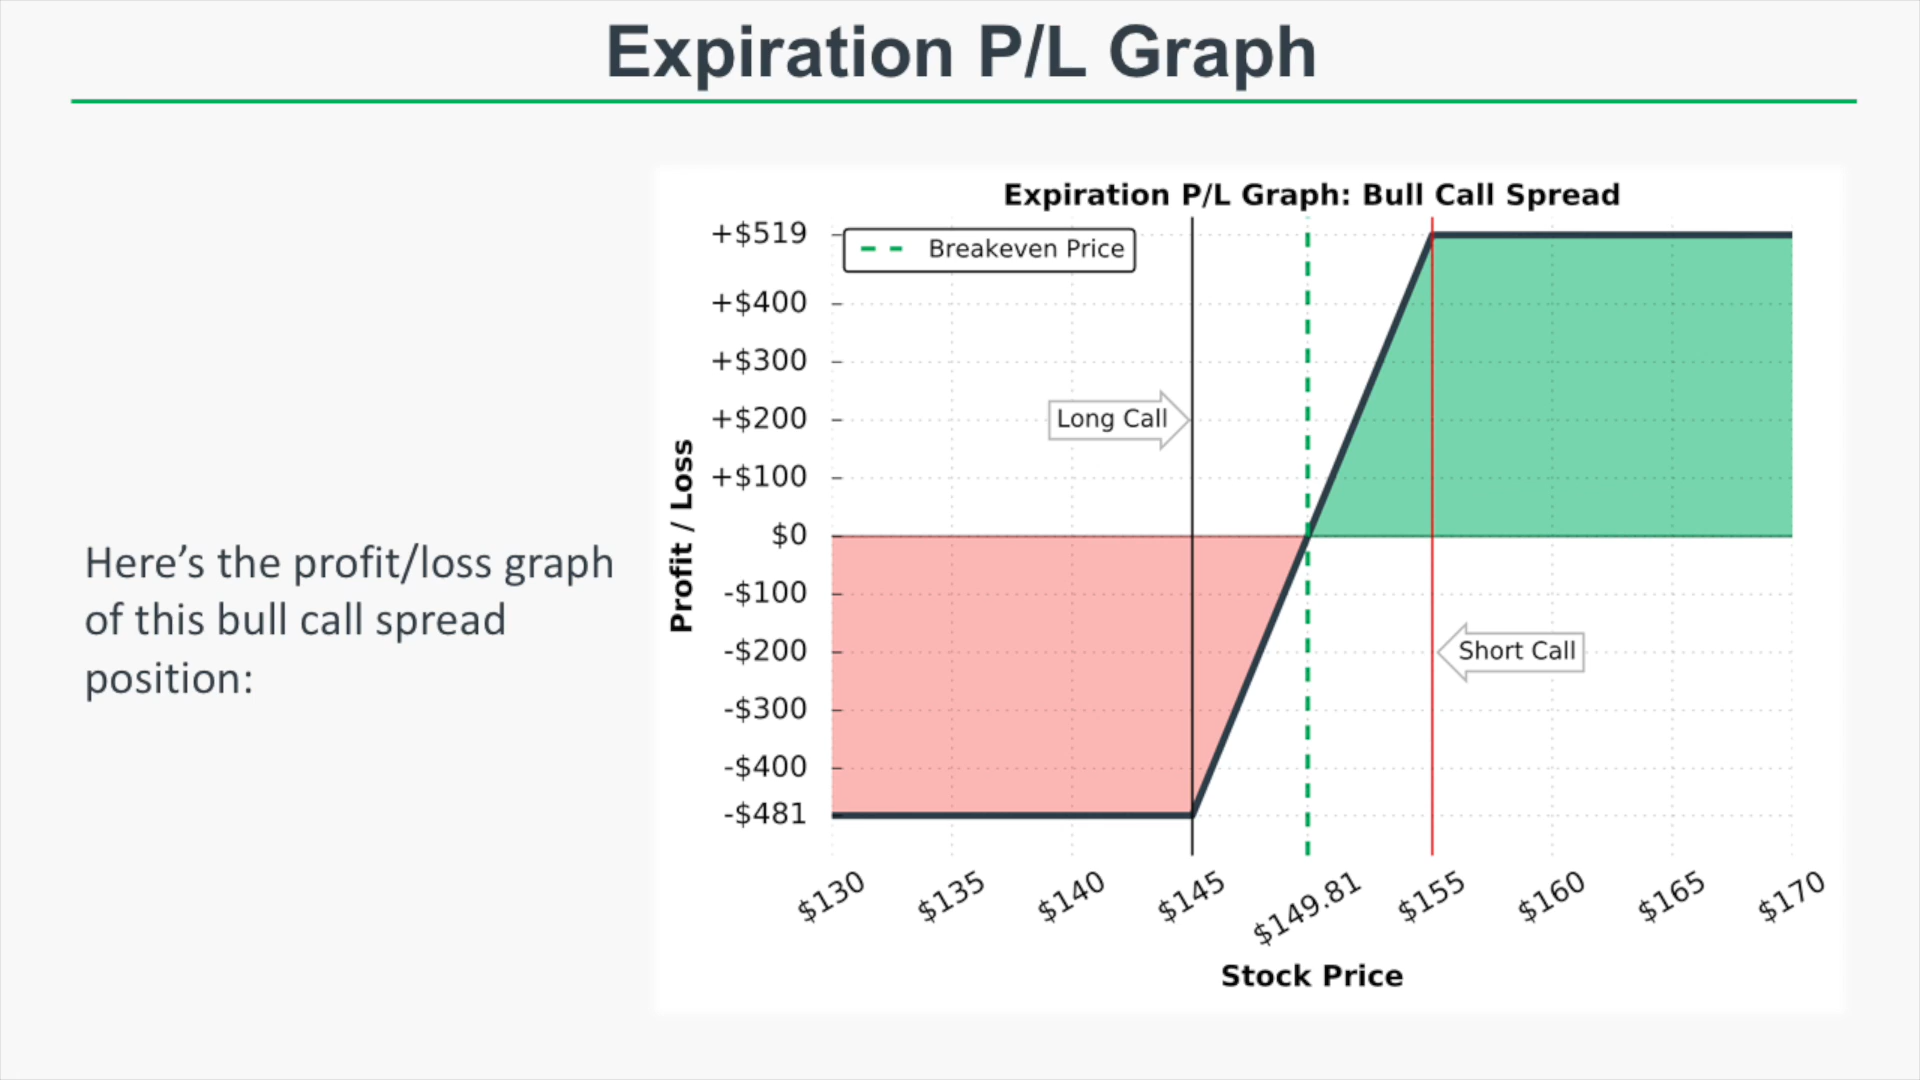 Expiration P/L Graph
Here’s the profit/loss graph
of this bull call spread
position:
Expiration P/L Graph: Bull Call Spread
Breakeven Price
+$519
+$400
+$300
+$200
+$100
$0
-$100
-$200
-$300
-$400
-$481
Profit / Loss
Long Call
Short Call
$130
$135
$140
$145
$149.81
$155
$160
$165
$170
Stock Price